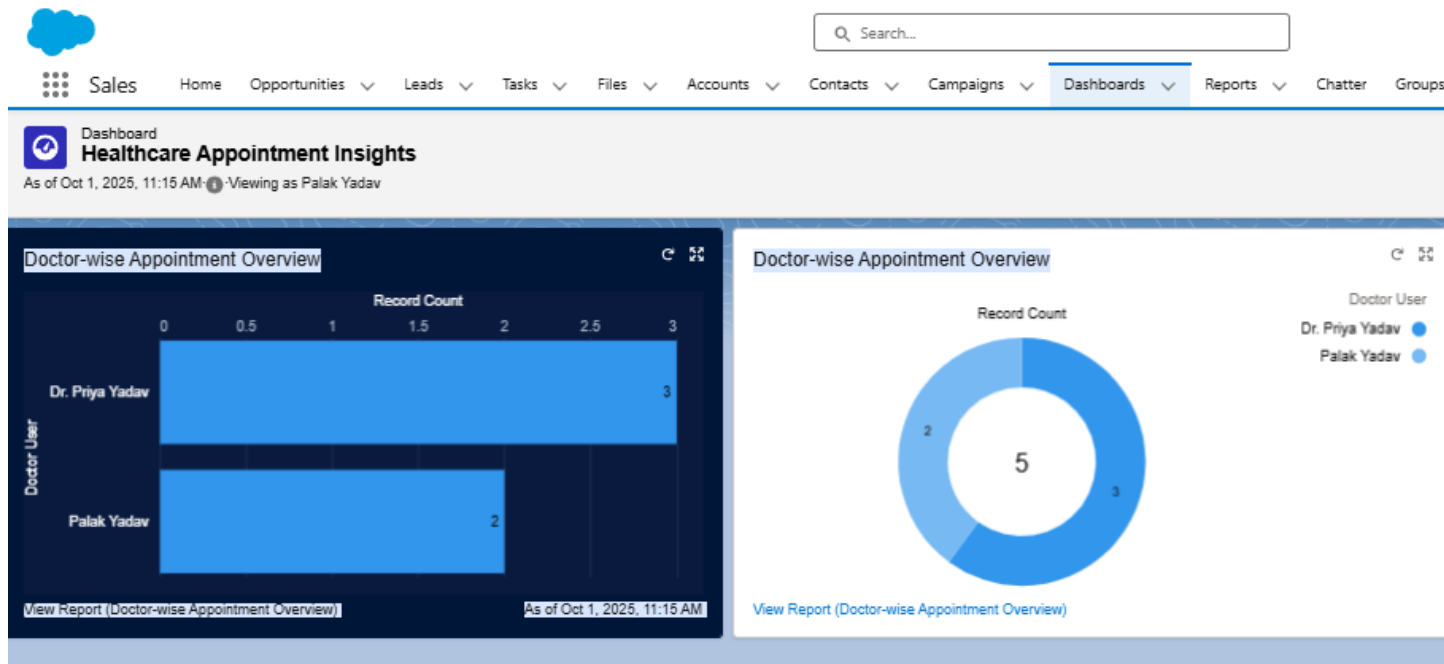 Search...
Sales Home Opportunities Leads Tasks Files Accounts Contacts Campaigns Dashboards Reports Chatter Groups
Dashboard
Healthcare Appointment Insights
As of Oct 1, 2025, 11:15 AM·Viewing as Palak Yadav
Doctor-wise Appointment Overview
Record Count
0 0.5 1 1.5 2 2.5 3
Doctor User
Dr. Priya Yadav 3
Palak Yadav 2
View Report (Doctor-wise Appointment Overview) As of Oct 1, 2025, 11:15 AM
Doctor-wise Appointment Overview
Record Count
Doctor User
Dr. Priya Yadav
Palak Yadav
2
5
3
View Report (Doctor-wise Appointment Overview)